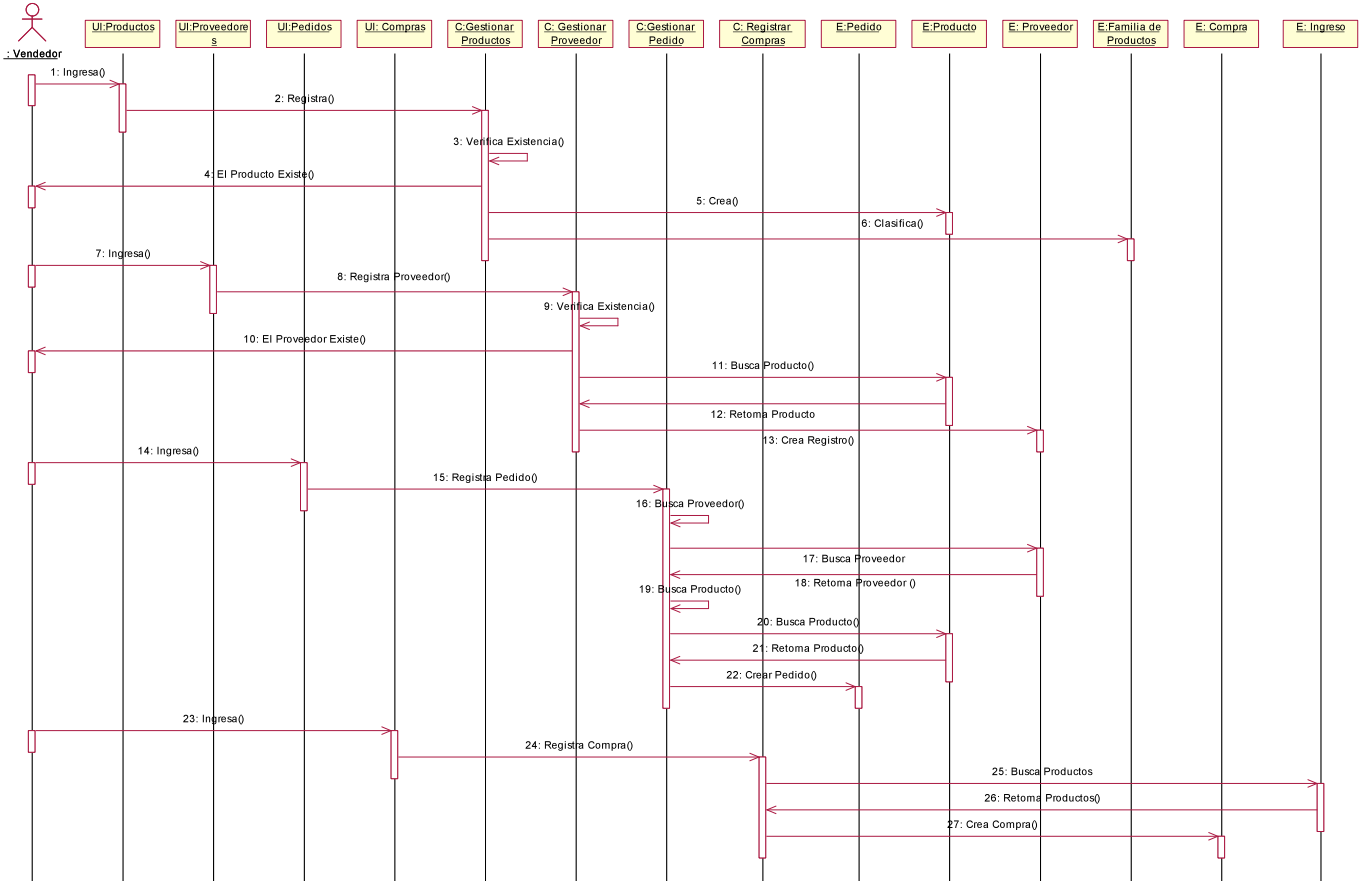 UI:Productos
UI:Proveedore
s
UI:Pedidos
UI: Compras
C:Gestionar
Productos
C: Gestionar
Proveedor
C:Gestionar
Pedido
C: Registrar
Compras
E:Pedido
E:Producto
E: Proveedor
E:Familia de
Productos
E: Compra
E: Ingreso
: Vendedor
1: Ingresa()
2: Registra()
3: Verifica Existencia()
4: El Producto Existe()
5: Crea()
6: Clasifica()
7: Ingresa()
8: Registra Proveedor()
9: Verifica Existencia()
10: El Proveedor Existe()
11: Busca Producto()
12: Retorna Producto
13: Crea Registro()
14: Ingresa()
15: Registra Pedido()
16: Busca Proveedor()
17: Busca Proveedor
18: Retorna Proveedor ()
19: Busca Producto()
20: Busca Producto()
21: Retorna Producto()
22: Crear Pedido()
23: Ingresa()
24: Registra Compra()
25: Busca Productos
26: Retorna Productos()
27: Crea Compra()